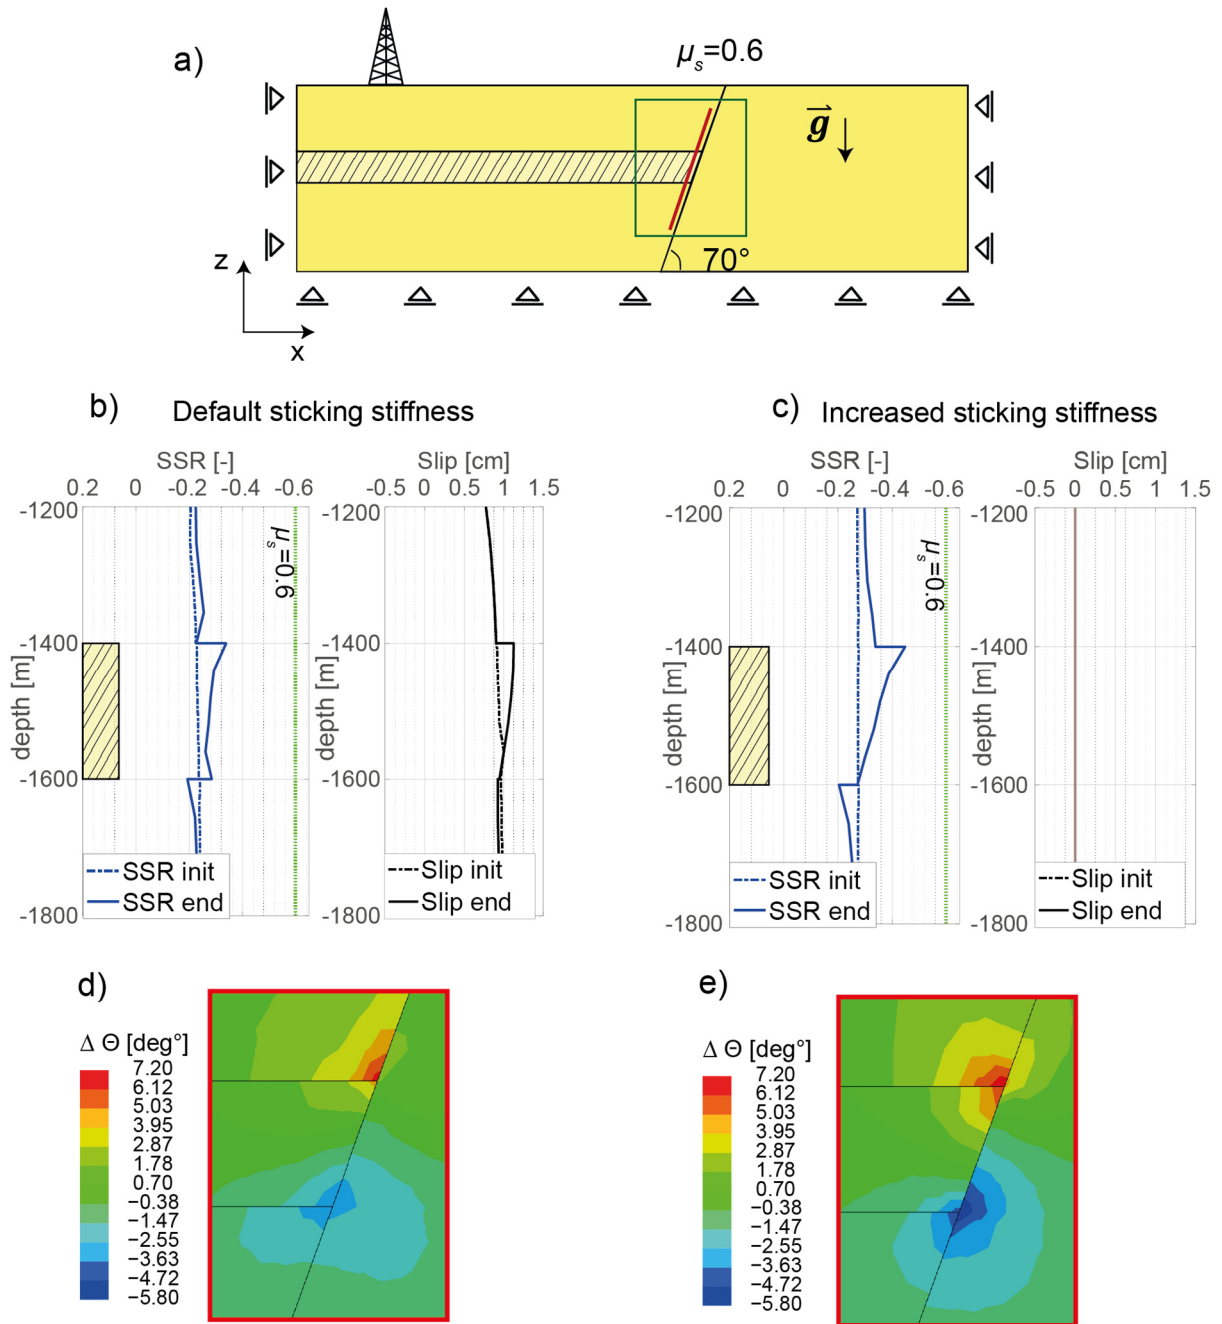 a)
μs=0.6
g
70°
z
x
b)
Default sticking stiffness
SSR [-]
0.2 0 -0.2 -0.4 -0.6
Slip [cm]
-0.5 0 0.5 1 1.5
-1200
-1400
-1600
-1800
depth [m]
μs=0.6
SSR init
SSR end
-1200
-1400
-1600
-1800
depth [m]
Slip init
Slip end
c)
Increased sticking stiffness
SSR [-]
0.2 0 -0.2 -0.4 -0.6
Slip [cm]
-0.5 0 0.5 1 1.5
-1200
-1400
-1600
-1800
depth [m]
μs=0.6
SSR init
SSR end
-1200
-1400
-1600
-1800
depth [m]
Slip init
Slip end
d)
Δ Θ [deg°]
7.20
6.12
5.03
3.95
2.87
1.78
0.70
−0.38
−1.47
−2.55
−3.63
−4.72
−5.80
e)
Δ Θ [deg°]
7.20
6.12
5.03
3.95
2.87
1.78
0.70
−0.38
−1.47
−2.55
−3.63
−4.72
−5.80